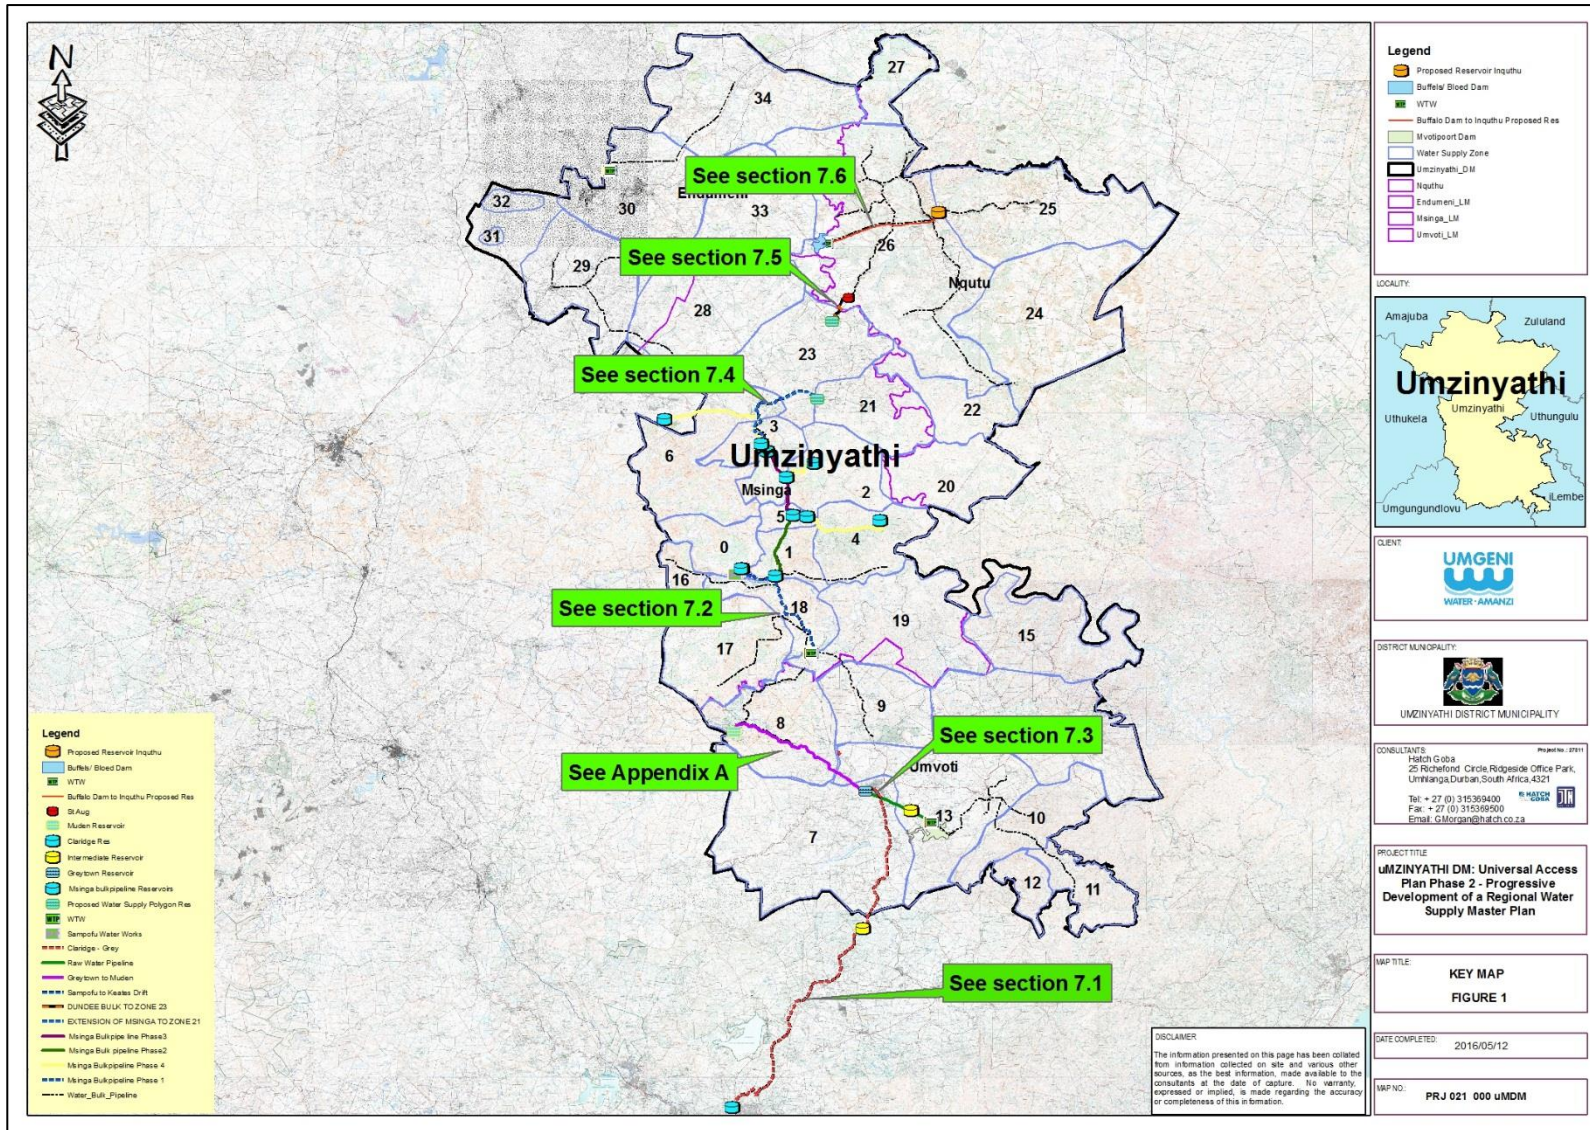 N
27
34
See section 7.6
Endumeni
32
30
33
25
31
26
See section 7.5
29
Nqutu
28
24
23
See section 7.4
21
22
3
6
Umzinyathi
Msinga
2
20
5
4
0
1
16
See section 7.2
18
19
15
17
9
8
See section 7.3
See Appendix A
Umvoti
13
10
7
12
11
See section 7.1
Legend
Proposed Reservoir Inquthu
Buffels/ Bloed Dam
WTW
Buffalo Dam to Inquthu Proposed Res
St Aug
Muden Reservoir
Claridge Res
Intermediate Reservoir
Greytown Reservoir
Msinga bulkpipeline Reservoirs
Proposed Water Supply Polygon Res
WTW
Sampofu Water Works
Claridge - Grey
Raw Water Pipeline
Greytown to Muden
Sampofu to Keates Drift
DUNDEE BULK TO ZONE 23
EXTENSION OF MSINGA TO ZONE 21
Msinga Bulkpipe line Phase3
Msinga Bulk pipeline Phase2
Msinga Bulkpipeline Phase 4
Msinga Bulkpipeline Phase 1
Water_Bulk_Pipeline
DISCLAIMER
The information presented on this page has been collated
from information collected on site and various other
sources, as the best information, made available to the
consultants at the date of capture. No warranty,
expressed or implied, is made regarding the accuracy
or completeness of this information.
Legend
Proposed Reservoir Inquthu
Buffels/ Bloed Dam
WTW
Buffalo Dam to Inquthu Proposed Res
Mvotipoort Dam
Water Supply Zone
Umzinyathi_DM
Nquthu
Endumeni_LM
Msinga_LM
Umvoti_LM
LOCALITY:
Amajuba
Zululand
Umzinyathi
Umzinyathi
Uthukela
Uthungulu
iLembe
Umgungundlovu
CLIENT:
UMGENI
WATER · AMANZI
DISTRICT MUNICIPALITY:
UMZINYATHI DISTRICT MUNICIPALITY
CONSULTANTS:
Hatch Goba
25 Richefond Circle,Ridgeside Office Park,
Umhlanga,Durban,South Africa,4321
Tel: + 27 (0) 315369400
Fax: + 27 (0) 315369500
Email: GMorgan@hatch.co.za
HATCH
GOBA
PROJECT TITLE
uMZINYATHI DM: Universal Access
Plan Phase 2 - Progressive
Development of a Regional Water
Supply Master Plan
MAP TITLE:
KEY MAP
FIGURE 1
DATE COMPLETED:
2016/05/12
MAP NO.:
PRJ 021 000 uMDM